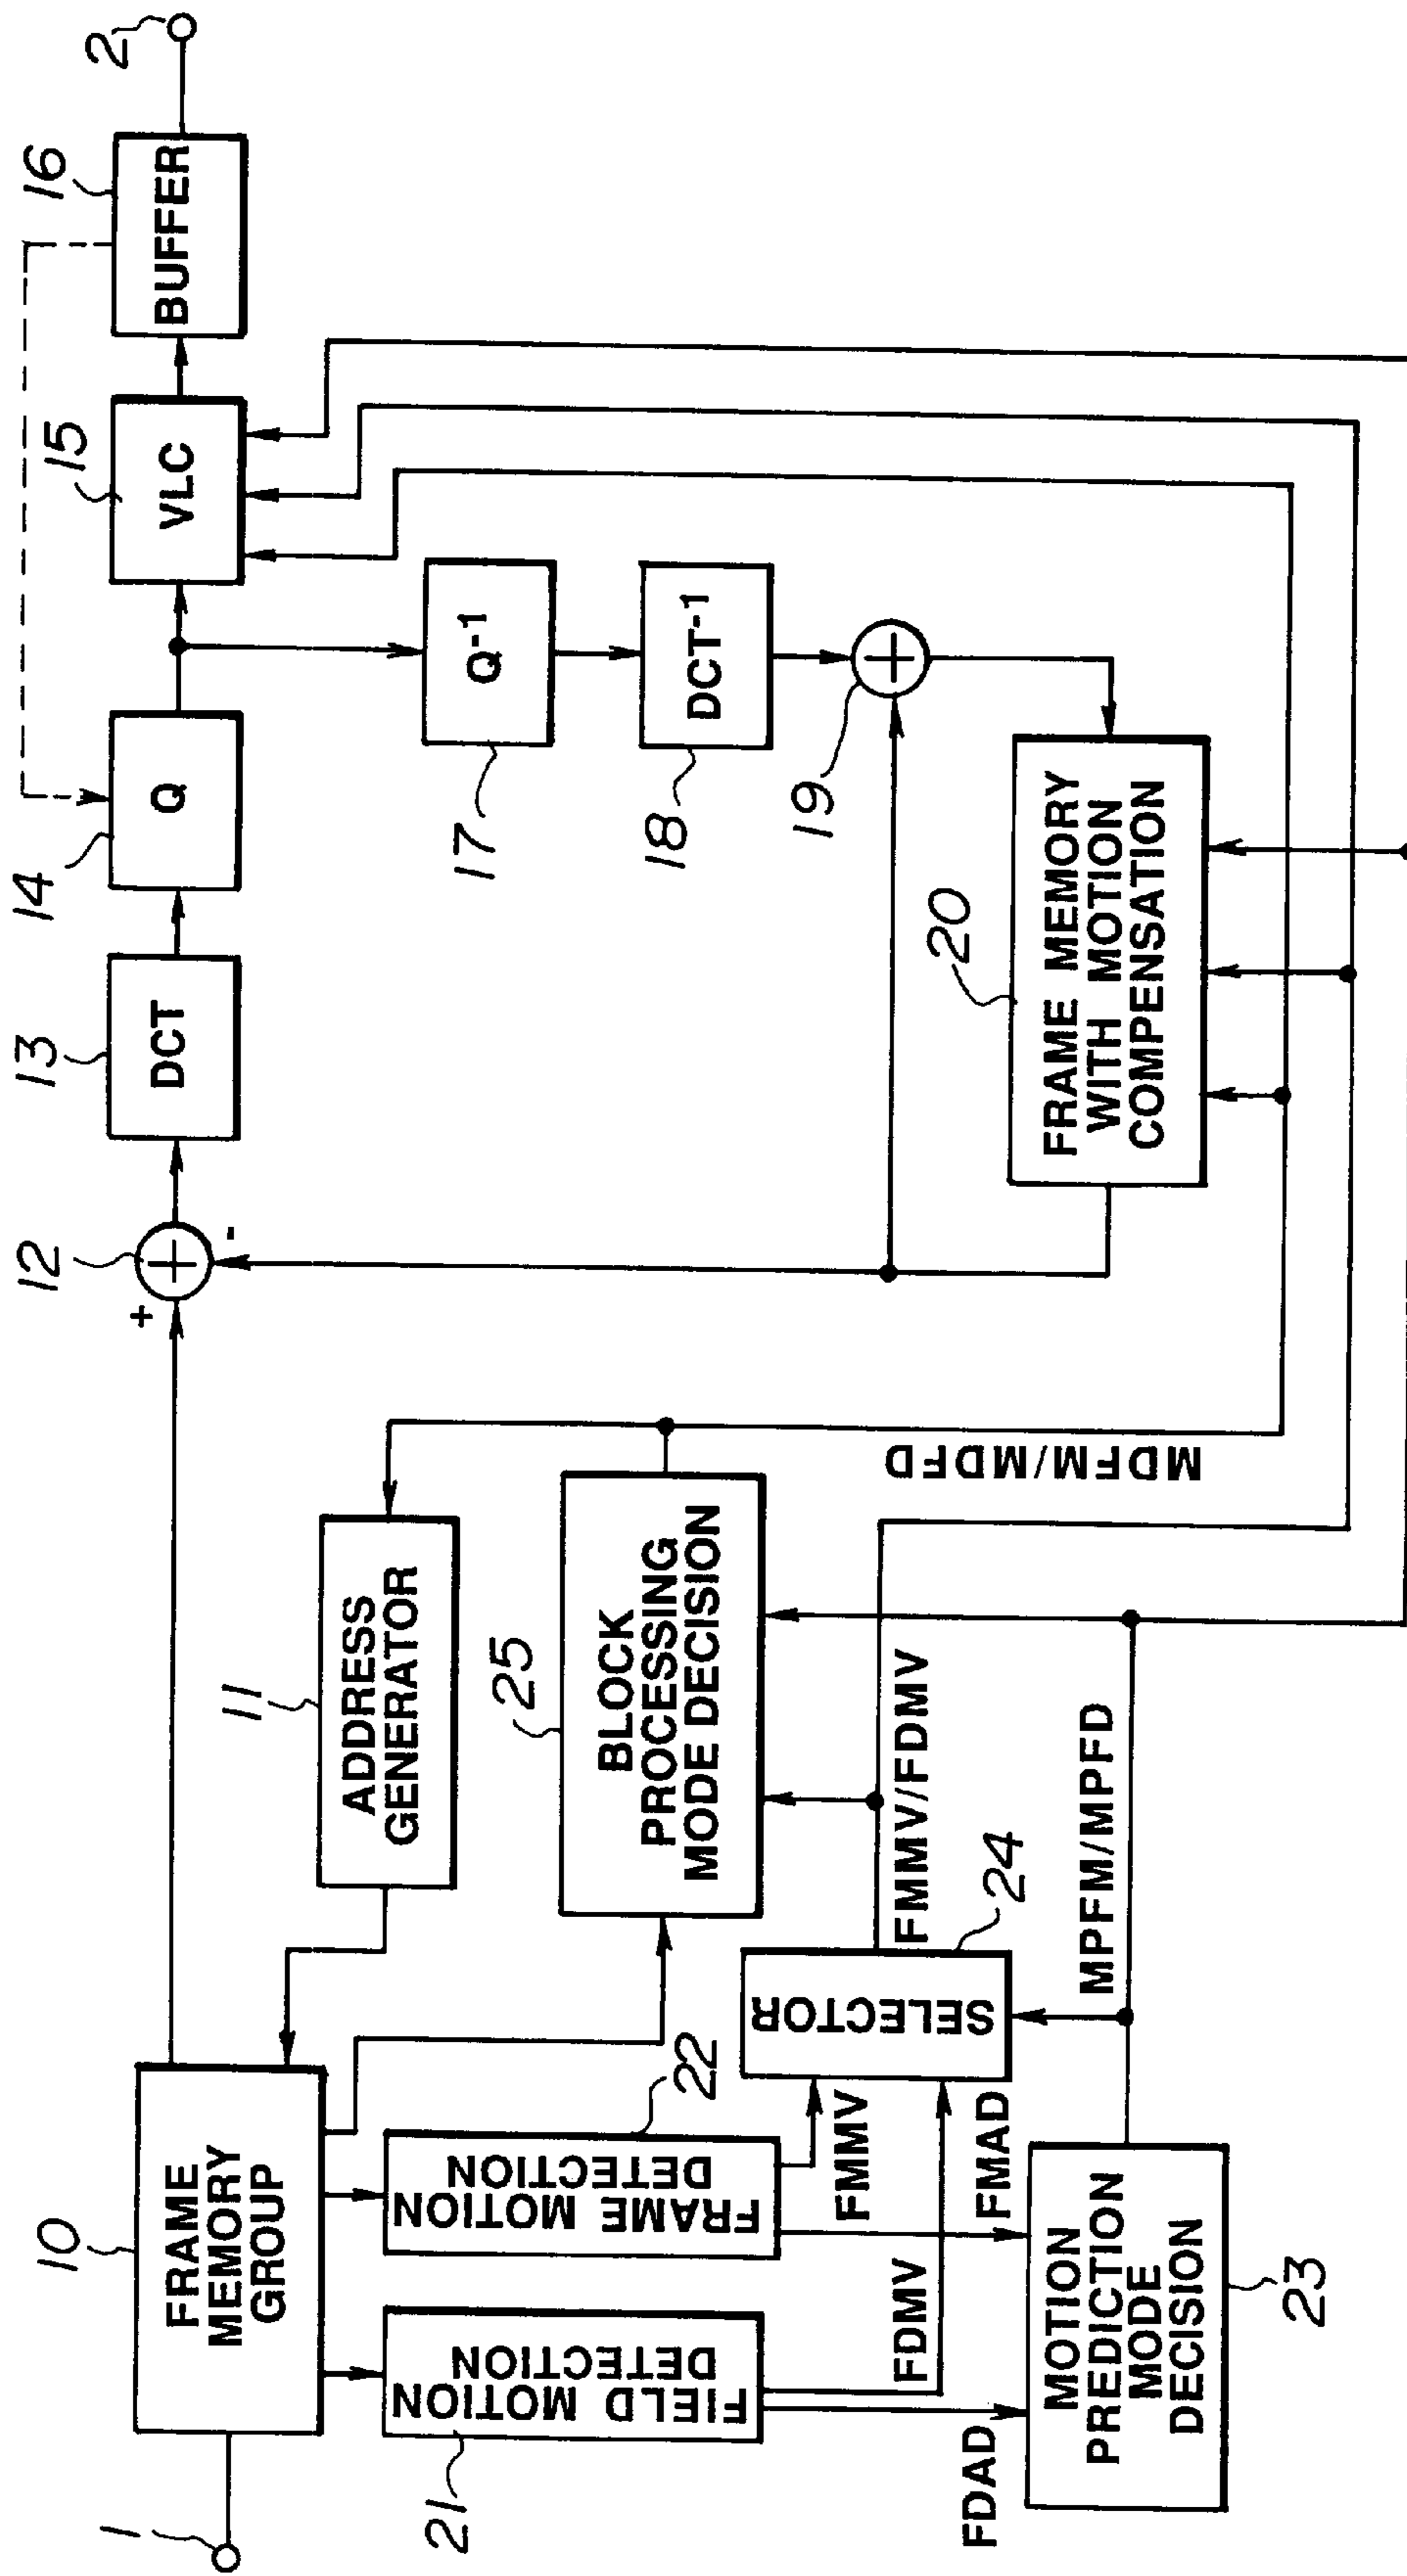 1
10
FRAME
MEMORY
GROUP
+
12
-
13
DCT
14
Q
15
VLC
16
BUFFER
2
11
ADDRESS
GENERATOR
17
Q-1
18
DCT-1
19
20
FRAME MEMORY
WITH MOTION
COMPENSATION
25
BLOCK
PROCESSING
MODE DECISION
MDFM/MDFD
21
FIELD MOTION
DETECTION
22
FRAME MOTION
DETECTION
FMMV
FDMV
24
SELECTOR
FMMV/FDMV
FDAD
FMAD
MPFM/MPFD
23
MOTION
PREDICTION
MODE
DECISION